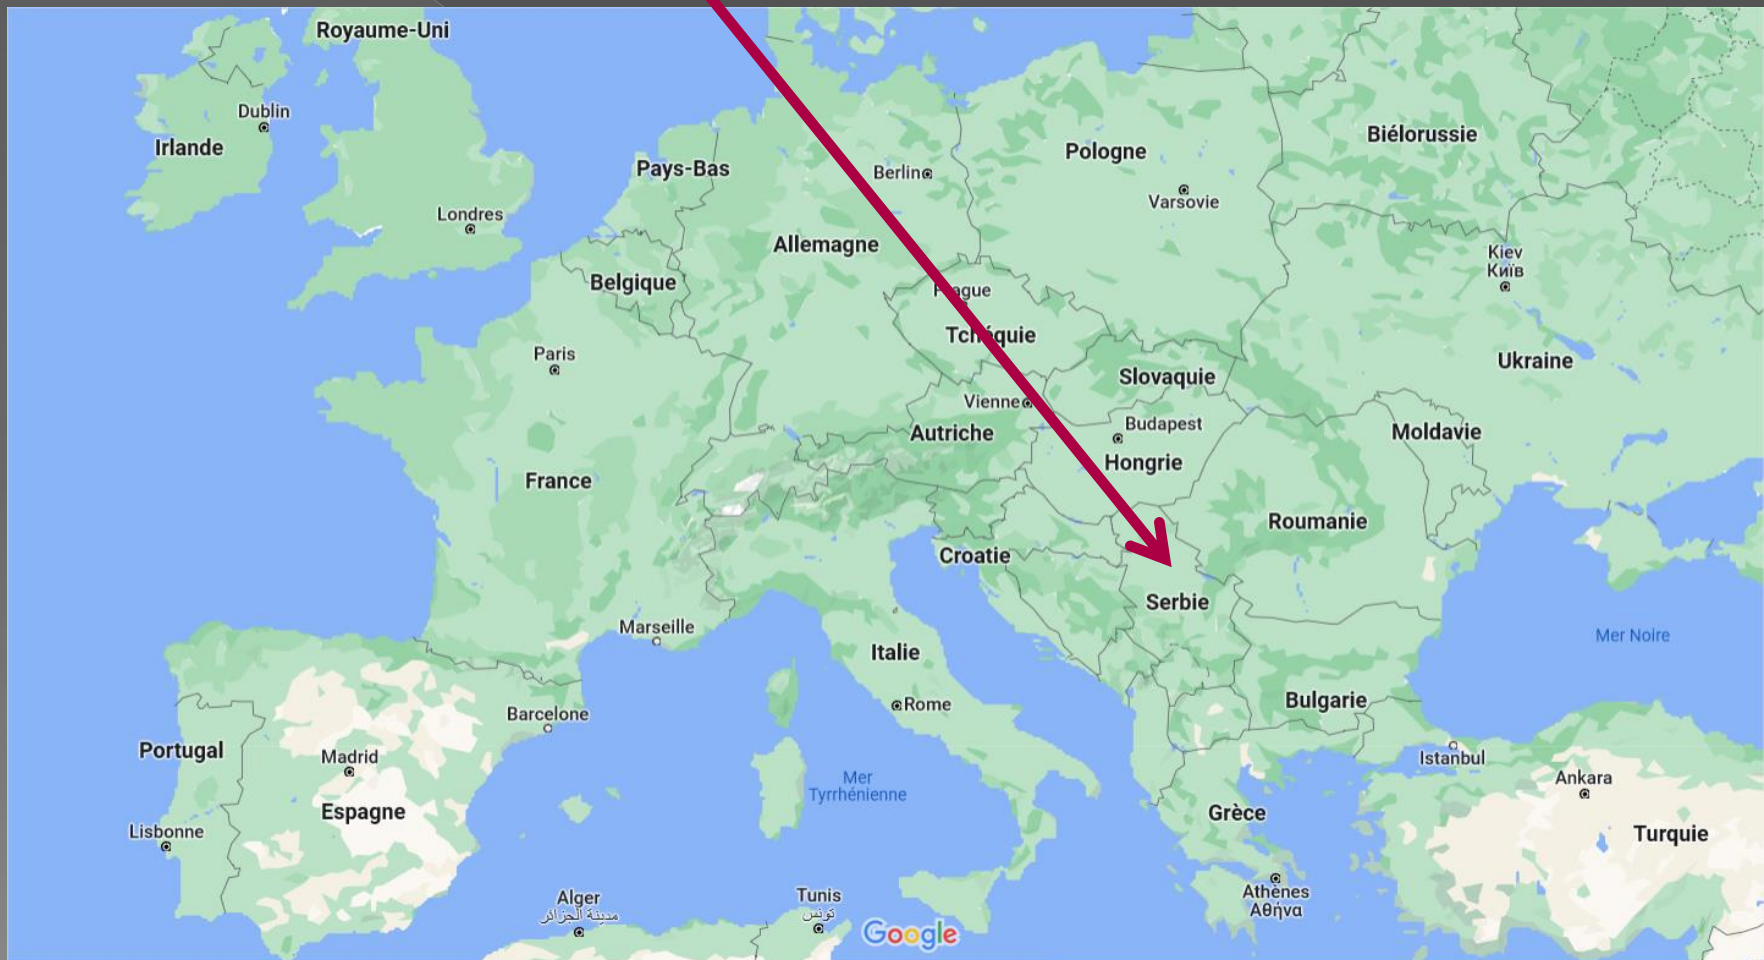 Royaume-Uni
Dublin
Irlande
Pays-Bas
Londres
Berlin
Pologne
Varsovie
Biélorussie
Allemagne
Belgique
Kiev
Київ
Prague
Tchéquie
Paris
Slovaquie
Ukraine
Vienne
Autriche
Budapest
Hongrie
Moldavie
France
Roumanie
Croatie
Serbie
Marseille
Mer Noire
Italie
Rome
Bulgarie
Barcelone
Portugal
Madrid
Espagne
Istanbul
Ankara
Mer
Tyrrhénienne
Grèce
Turquie
Lisbonne
Athènes
Αθήνα
Alger
مدينة الجزائر
Tunis
تونس
Google